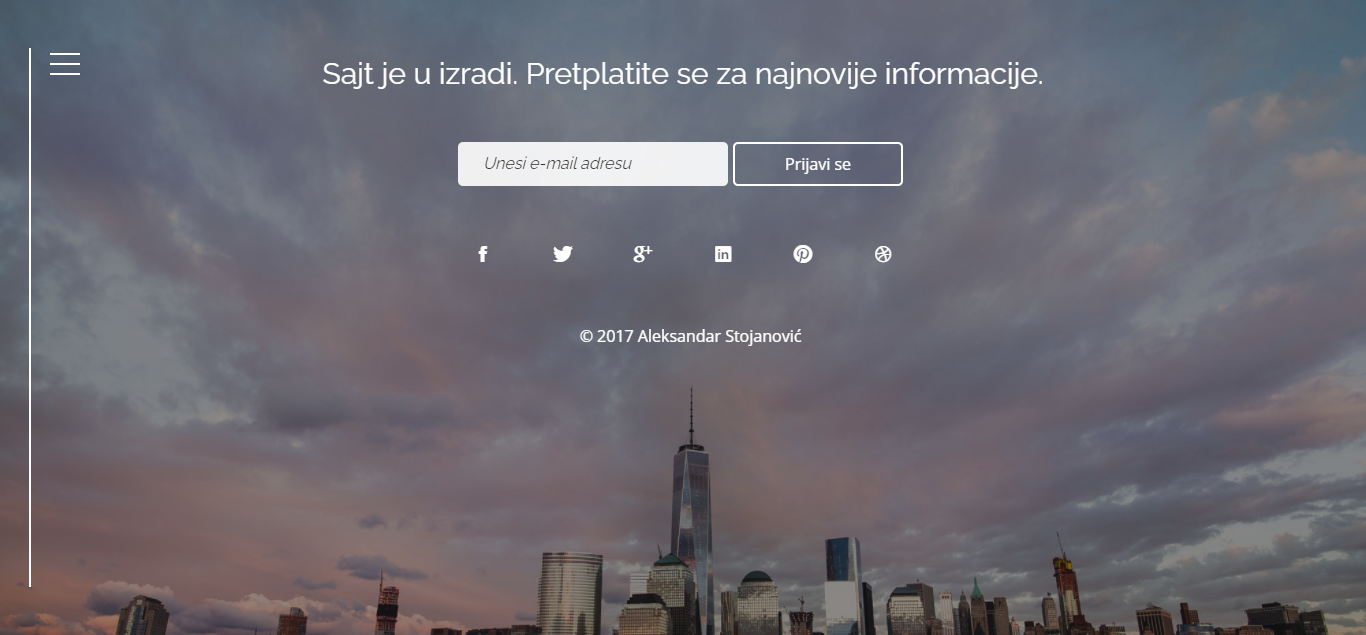 Sajt je u izradi. Pretplatite se za najnovije informacije.
Unesi e-mail adresu
Prijavi se
© 2017 Aleksandar Stojanović